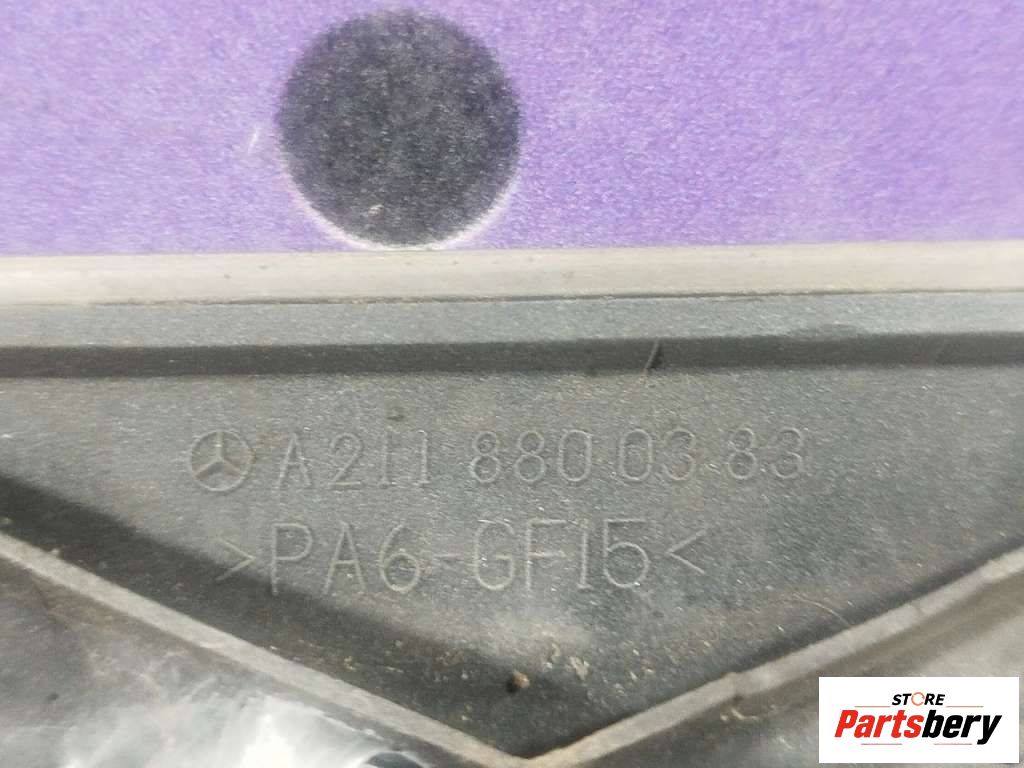 A211 880 03 83
>PA6-GF15<
STORE
Partsbery